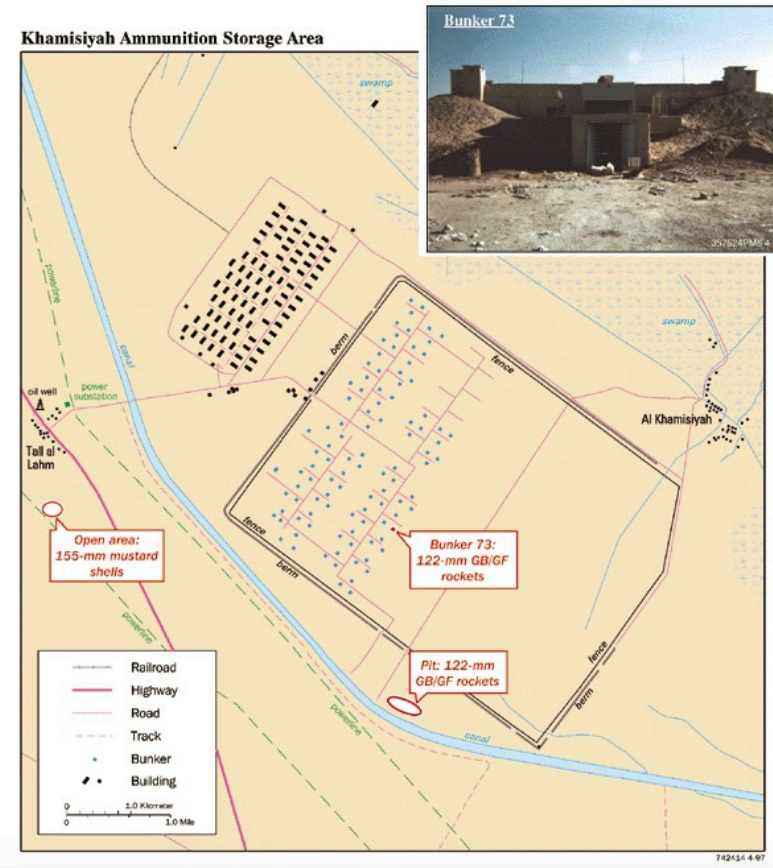 Khamisiyah Ammunition Storage Area
Bunker 73
357624PM6 4
swamp
powerline
canal
berm
fence
swamp
oil well
power
substation
Al Khamisiyah
Tall al
Lahm
Open area:
155-mm mustard
shells
fence
berm
Bunker 73:
122-mm GB/GF
rockets
powerline
Pit: 122-mm
GB/GF rockets
fence
berm
powerline
canal
Railroad
Highway
Road
Track
Bunker
Building
0 1.0 Kilometer
0 1.0 Mile
742414 4-97